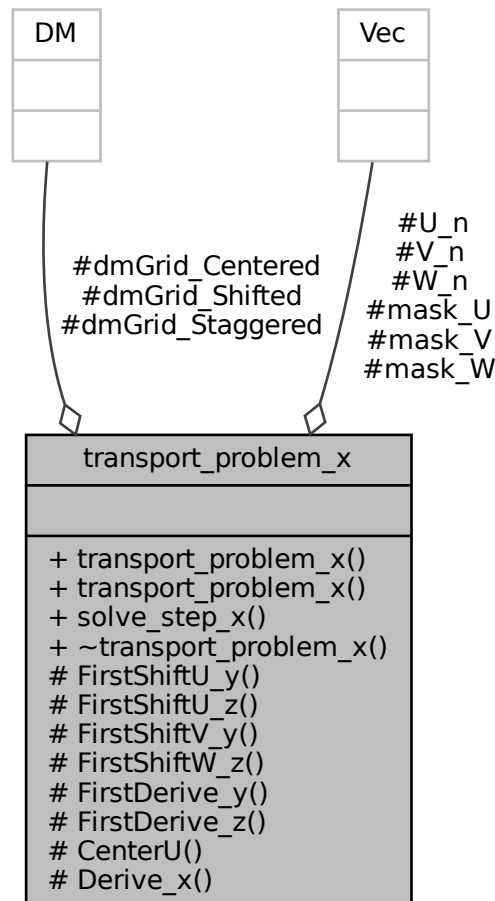 DM
Vec
#dmGrid_Centered
#dmGrid_Shifted
#dmGrid_Staggered
#U_n
#V_n
#W_n
#mask_U
#mask_V
#mask_W
transport_problem_x
+ transport_problem_x()
+ transport_problem_x()
+ solve_step_x()
+ ~transport_problem_x()
# FirstShiftU_y()
# FirstShiftU_z()
# FirstShiftV_y()
# FirstShiftW_z()
# FirstDerive_y()
# FirstDerive_z()
# CenterU()
# Derive_x()